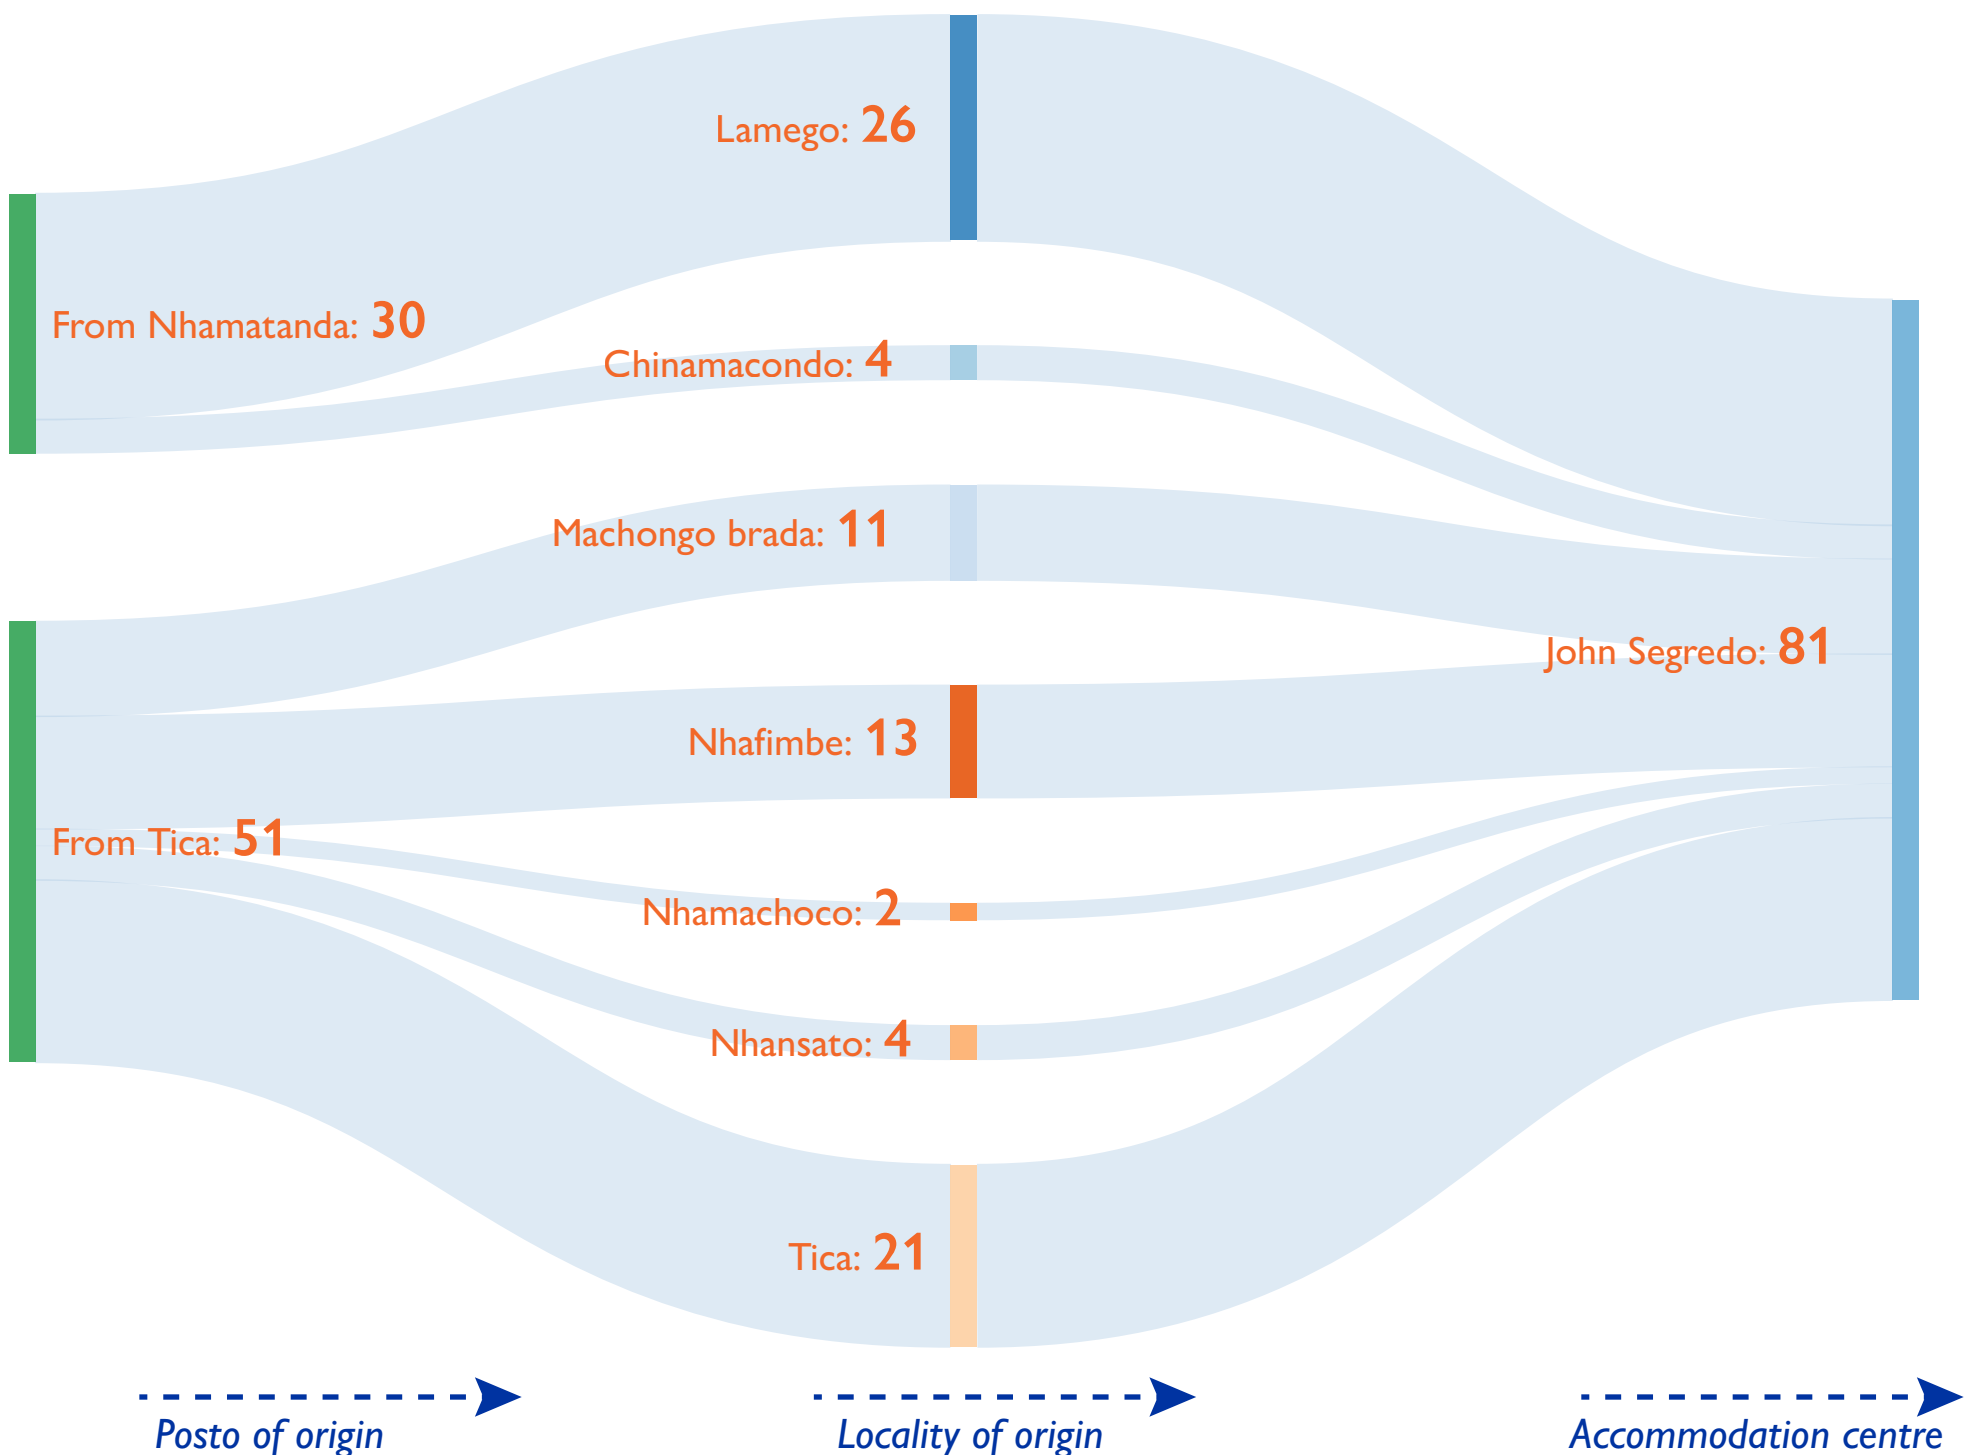 Lamego: 26
From Nhamatanda: 30
Chinamacondo: 4
Machongo brada: 11
John Segredo: 81
Nhafimbe: 13
From Tica: 51
Nhamachoco: 2
Nhansato: 4
Tica: 21
Posto of origin
Locality of origin
Accommodation centre